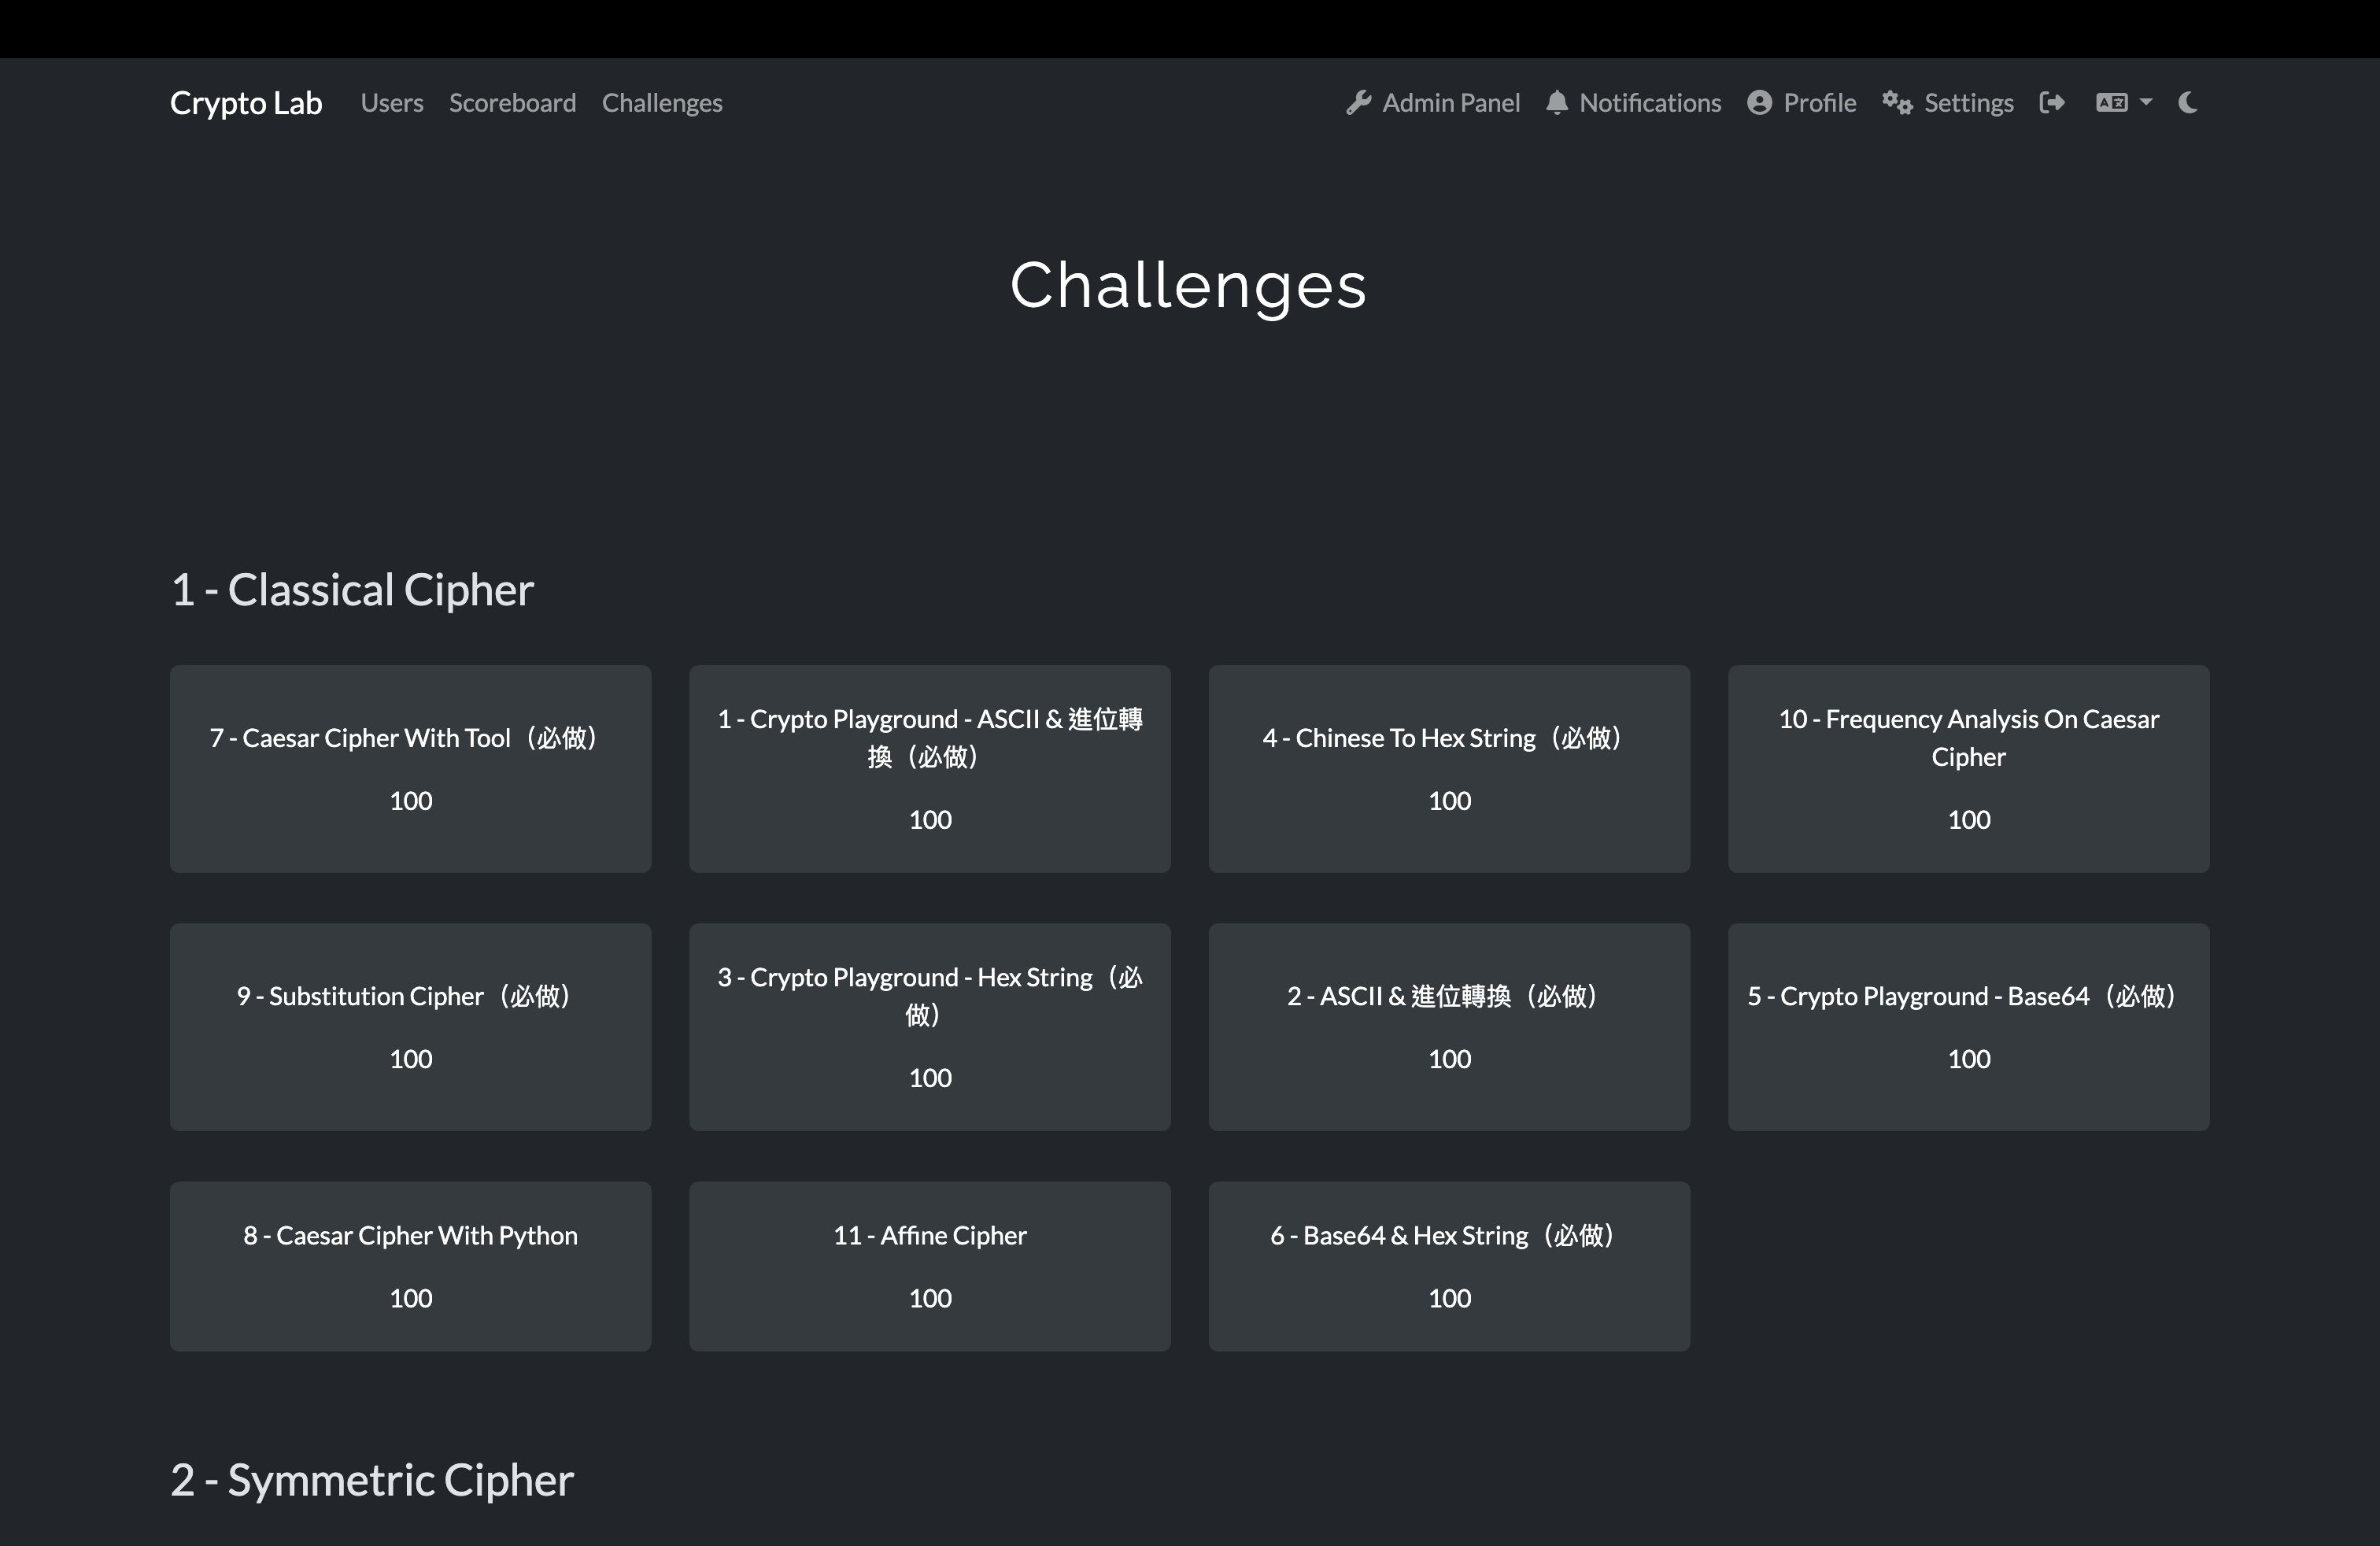 Crypto Lab Users Scoreboard Challenges Admin Panel Notifications Profile Settings
Challenges
1 - Classical Cipher
7 - Caesar Cipher With Tool（必做）
100
1 - Crypto Playground - ASCII & 進位轉
換（必做）
100
4 - Chinese To Hex String（必做）
100
10 - Frequency Analysis On Caesar
Cipher
100
9 - Substitution Cipher（必做）
100
3 - Crypto Playground - Hex String（必
做）
100
2 - ASCII & 進位轉換（必做）
100
5 - Crypto Playground - Base64（必做）
100
8 - Caesar Cipher With Python
100
11 - Affine Cipher
100
6 - Base64 & Hex String（必做）
100
2 - Symmetric Cipher